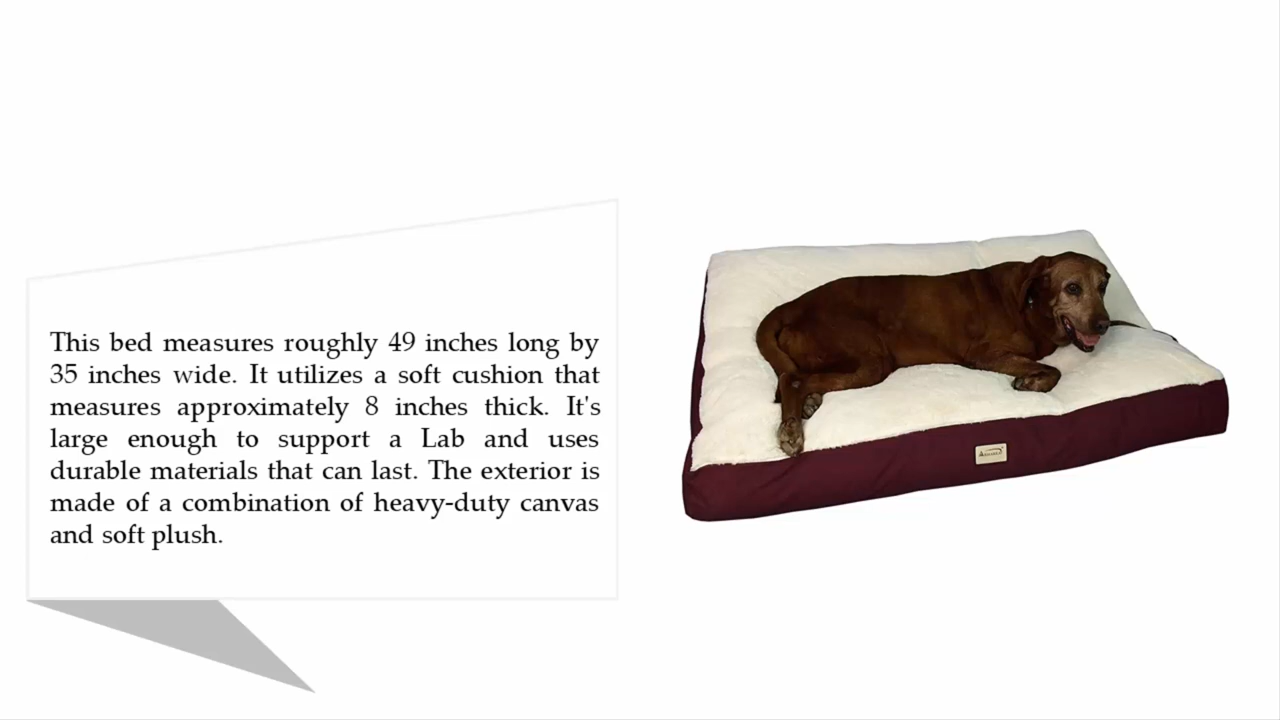 This bed measures roughly 49 inches long by
35 inches wide. It utilizes a soft cushion that
measures approximately 8 inches thick. It's
large enough to support a Lab and uses
durable materials that can last. The exterior is
made of a combination of heavy-duty canvas
and soft plush.